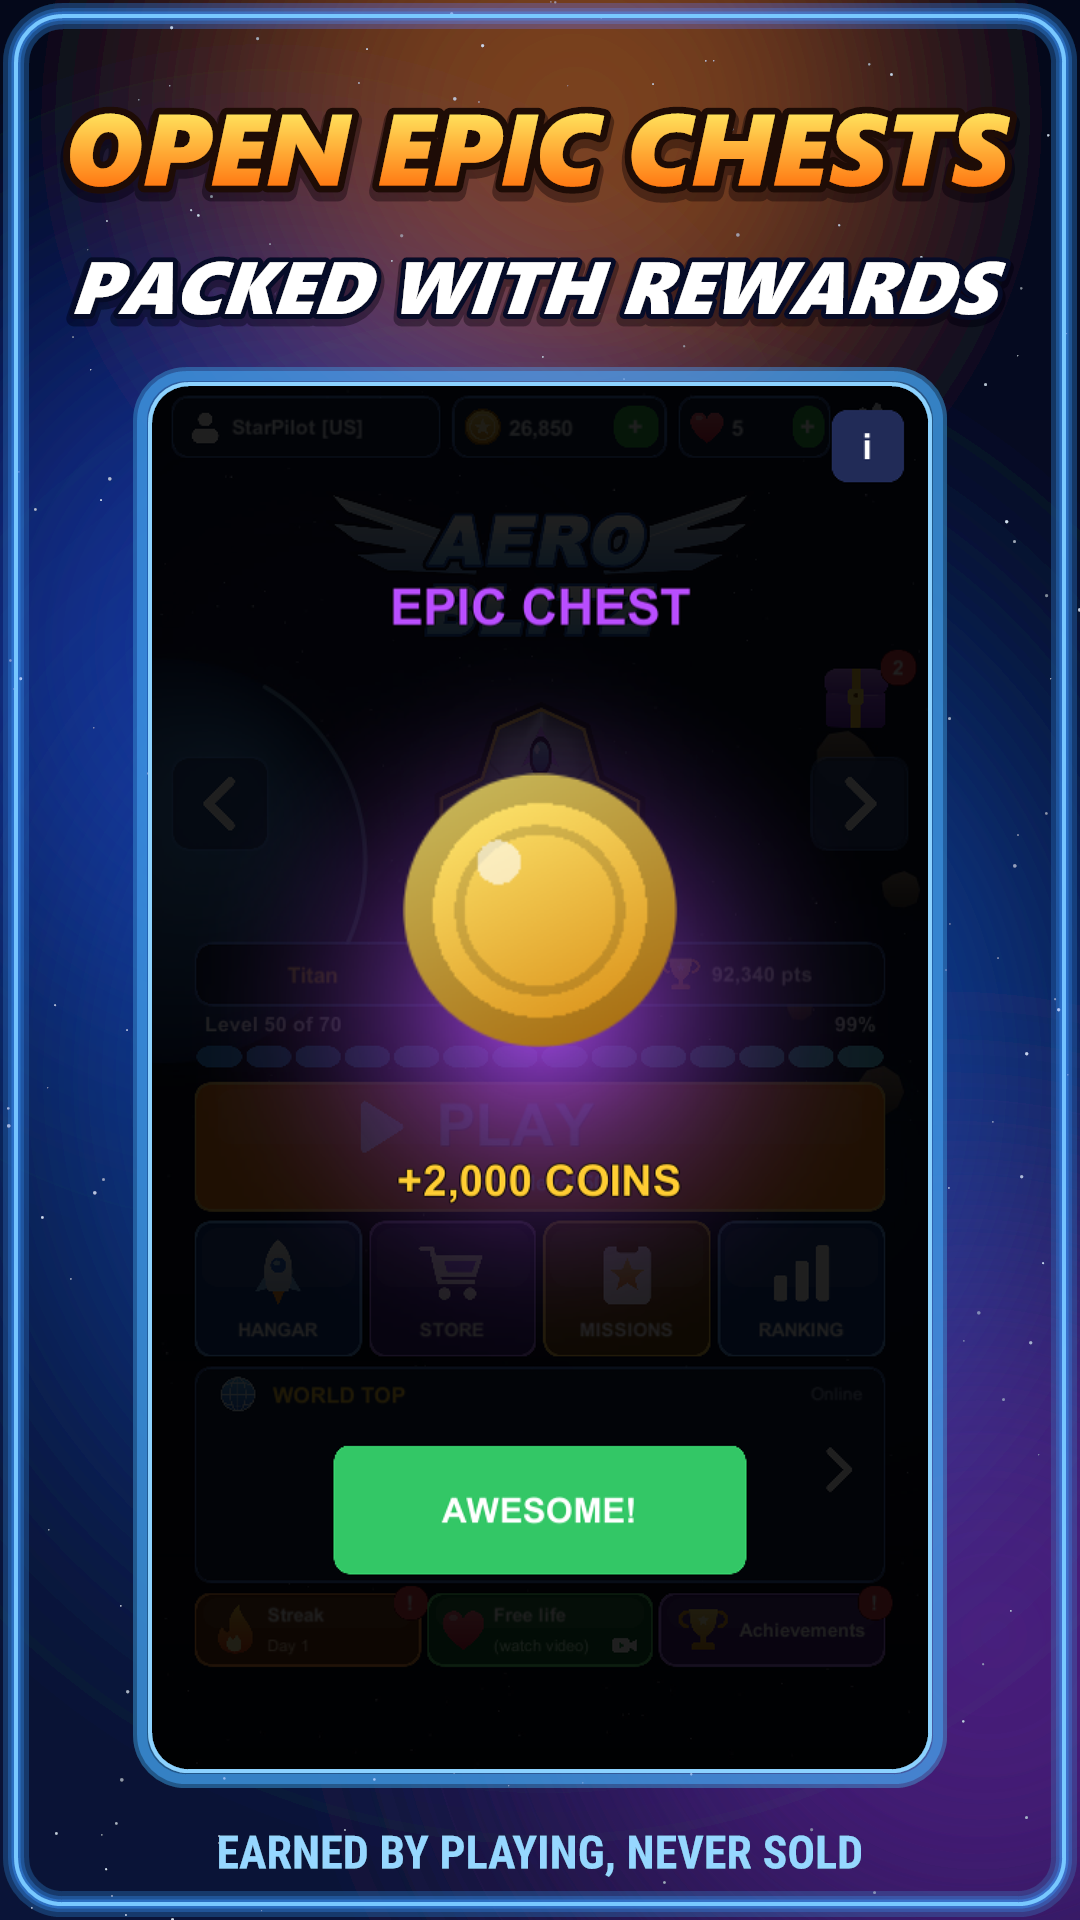 OPEN EPIC CHESTS
PACKED WITH REWARDS
StarPilot [US]
26,850
+
5
+
i
AERO
BLITZ
EPIC CHEST
2
Titan
92,340 pts
Level 50 of 70
99%
PLAY
+2,000 COINS
HANGAR
STORE
MISSIONS
RANKING
WORLD TOP
Online
AWESOME!
Streak
!
Day 1
Free life
(watch video)
Achievements
!
EARNED BY PLAYING, NEVER SOLD